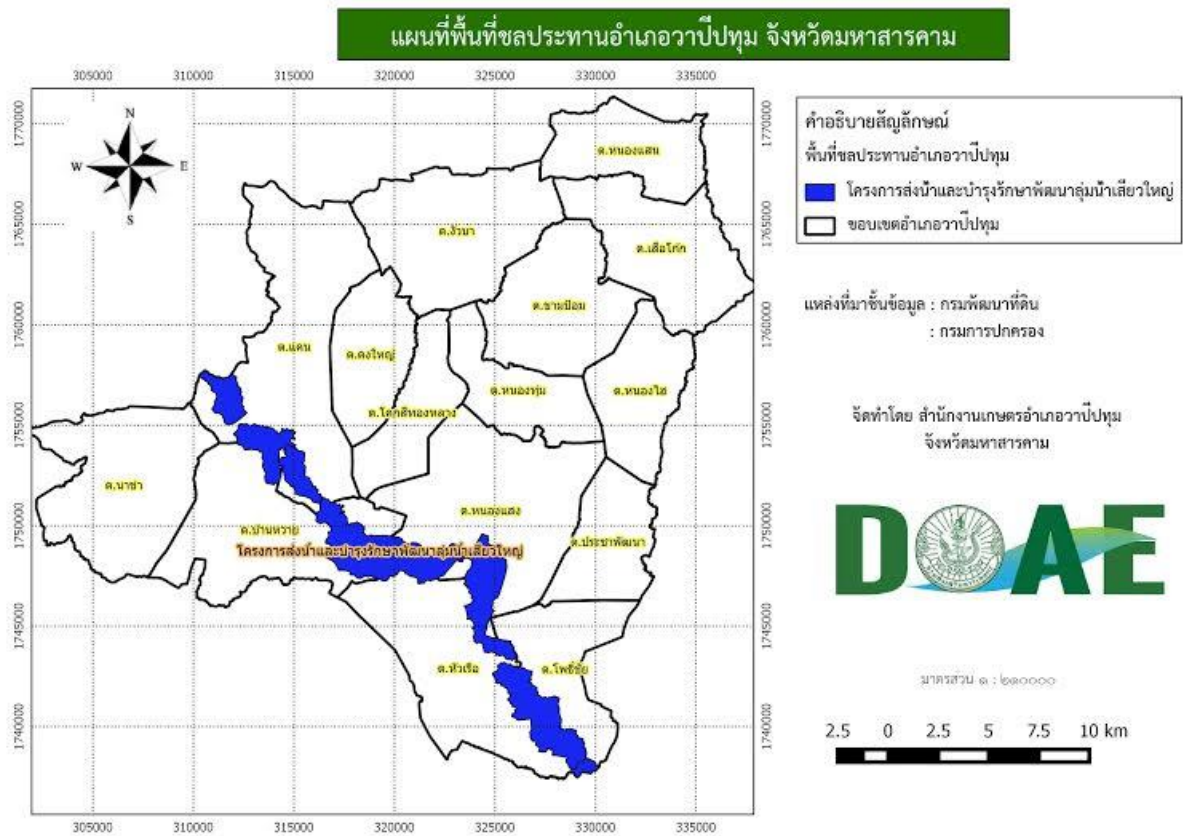 แผนที่พื้นที่ชลประทานอำเภอวาปีปทุม จังหวัดมหาสารคาม
305000 310000 315000 320000 325000 330000 335000
1770000
1765000
1760000
1755000
1750000
1745000
1740000
N
W E
S
ต.หนองแสน
ต.งัวบา
ต.เสือโก้ก
ต.ขามป้อม
ต.แคน
ต.ดงใหญ่
ต.หนองทุ่ม
ต.หนองไฮ
ต.โคกสีทองหลาง
ต.นาข่า
ต.หนองแสง
ต.บ้านหวาย
ต.ประชาพัฒนา
โครงการส่งน้ำและบำรุงรักษาพัฒนาลุ่มน้ำเสียวใหญ่
ต.หัวเรือ
ต.โพธิ์ชัย
1770000
1765000
1760000
1755000
1750000
1745000
1740000
305000 310000 315000 320000 325000 330000 335000
คำอธิบายสัญลักษณ์
พื้นที่ชลประทานอำเภอวาปีปทุม
โครงการส่งน้ำและบำรุงรักษาพัฒนาลุ่มน้ำเสียวใหญ่
ขอบเขตอำเภอวาปีปทุม
แหล่งที่มาชั้นข้อมูล : กรมพัฒนาที่ดิน
: กรมการปกครอง
จัดทำโดย สำนักงานเกษตรอำเภอวาปีปทุม
จังหวัดมหาสารคาม
DOAE
มาตรส่วน ๑ : ๒๑๐๐๐๐
2.5 0 2.5 5 7.5 10 km